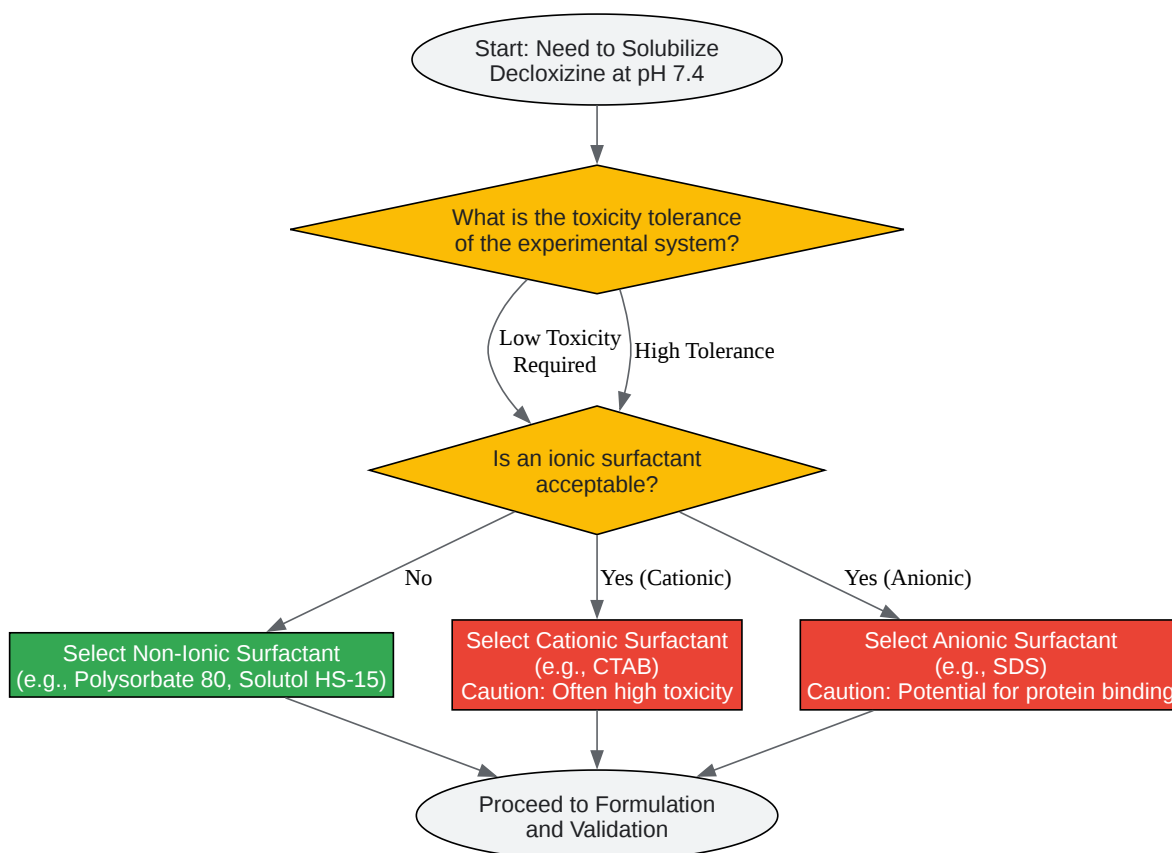 Start: Need to Solubilize
Decloxizine at pH 7.4
What is the toxicity tolerance
of the experimental system?
Low Toxicity
Required
High Tolerance
Is an ionic surfactant
acceptable?
No
Yes (Cationic)
Yes (Anionic)
Select Non-Ionic Surfactant
(e.g., Polysorbate 80, Solutol HS-15)
Select Cationic Surfactant
(e.g., CTAB)
Caution: Often high toxicity
Select Anionic Surfactant
(e.g., SDS)
Caution: Potential for protein binding
Proceed to Formulation
and Validation